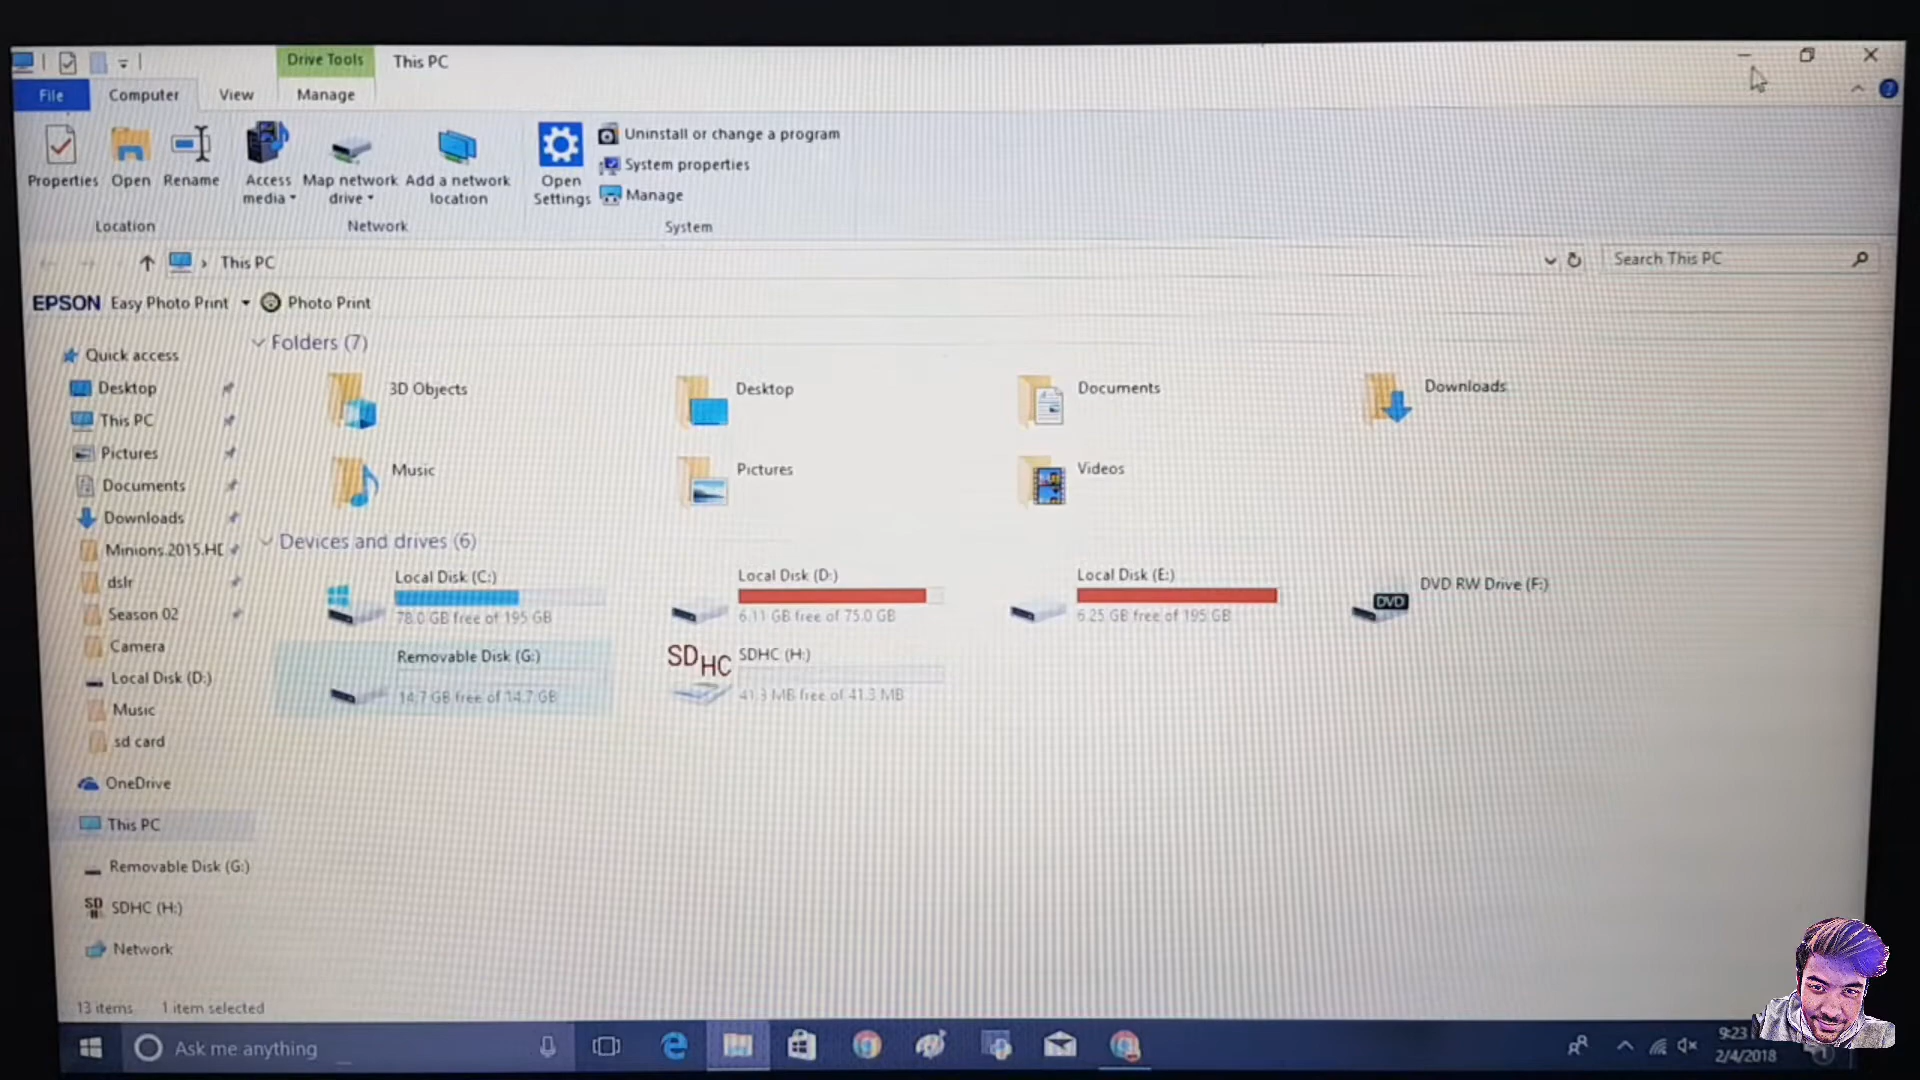 Drive Tools This PC
File Computer View Manage
Properties Open Rename Access media Map network drive Add a network location Open Settings Uninstall or change a program
System properties
Manage
Location Network System
This PC Search This PC
EPSON Easy Photo Print Photo Print
Quick access
Desktop
This PC
Pictures
Documents
Downloads
Minions.2015.HD
dslr
Season 02
Camera
Local Disk (D:)
Music
sd card
OneDrive
This PC
Removable Disk (G:)
SD SDHC (H:)
Network
Folders (7)
3D Objects Desktop Documents Downloads
Music Pictures Videos
Devices and drives (6)
Local Disk (C:) Local Disk (D:) Local Disk (E:) DVD RW Drive (F:)
DVD
78.0 GB free of 195 GB 6.11 GB free of 75.0 GB 6.25 GB free of 195 GB
Removable Disk (G:) SDHC SDHC (H:)
14.7 GB free of 14.7 GB 41.3 MB free of 41.3 MB
13 items 1 item selected
Ask me anything
9:23
2/4/2018